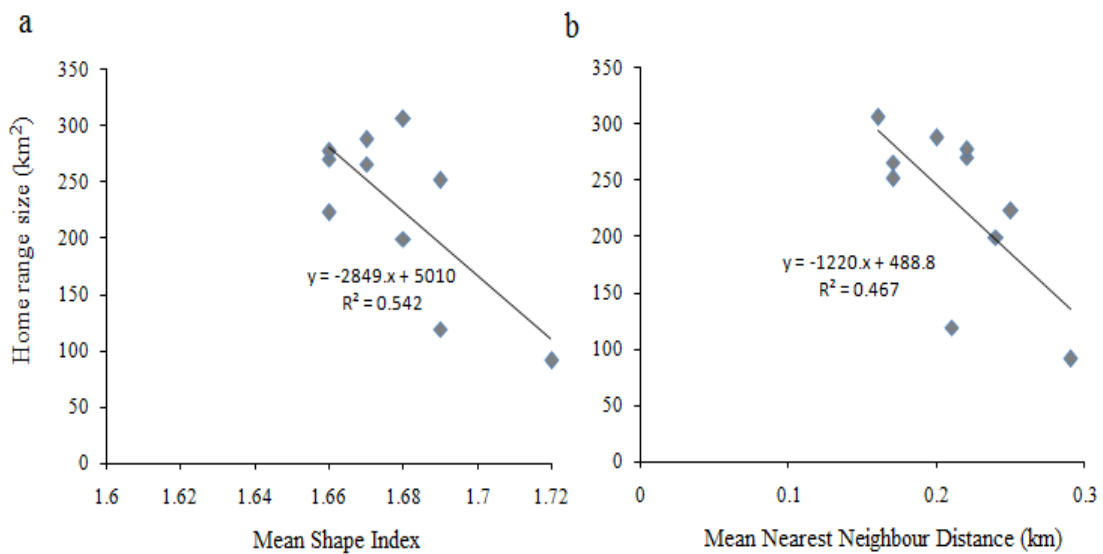 a
Home range size (km²)
350
300
250
200
150
100
50
0
y = -2849.x + 5010
R² = 0.542
1.6 1.62 1.64 1.66 1.68 1.7 1.72
Mean Shape Index
b
350
300
250
200
150
100
50
0
y = -1220.x + 488.8
R² = 0.467
0 0.1 0.2 0.3
Mean Nearest Neighbour Distance (km)